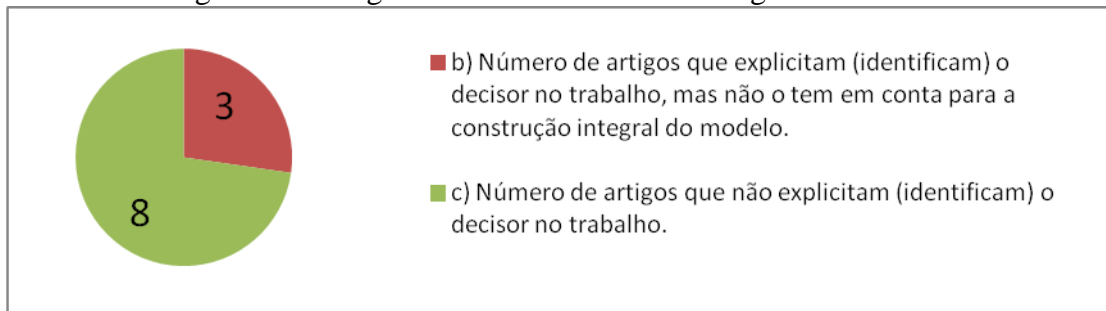 3
8
b) Número de artigos que explicitam (identificam) o
decisor no trabalho, mas não o tem em conta para a
construção integral do modelo.
c) Número de artigos que não explicitam (identificam) o
decisor no trabalho.